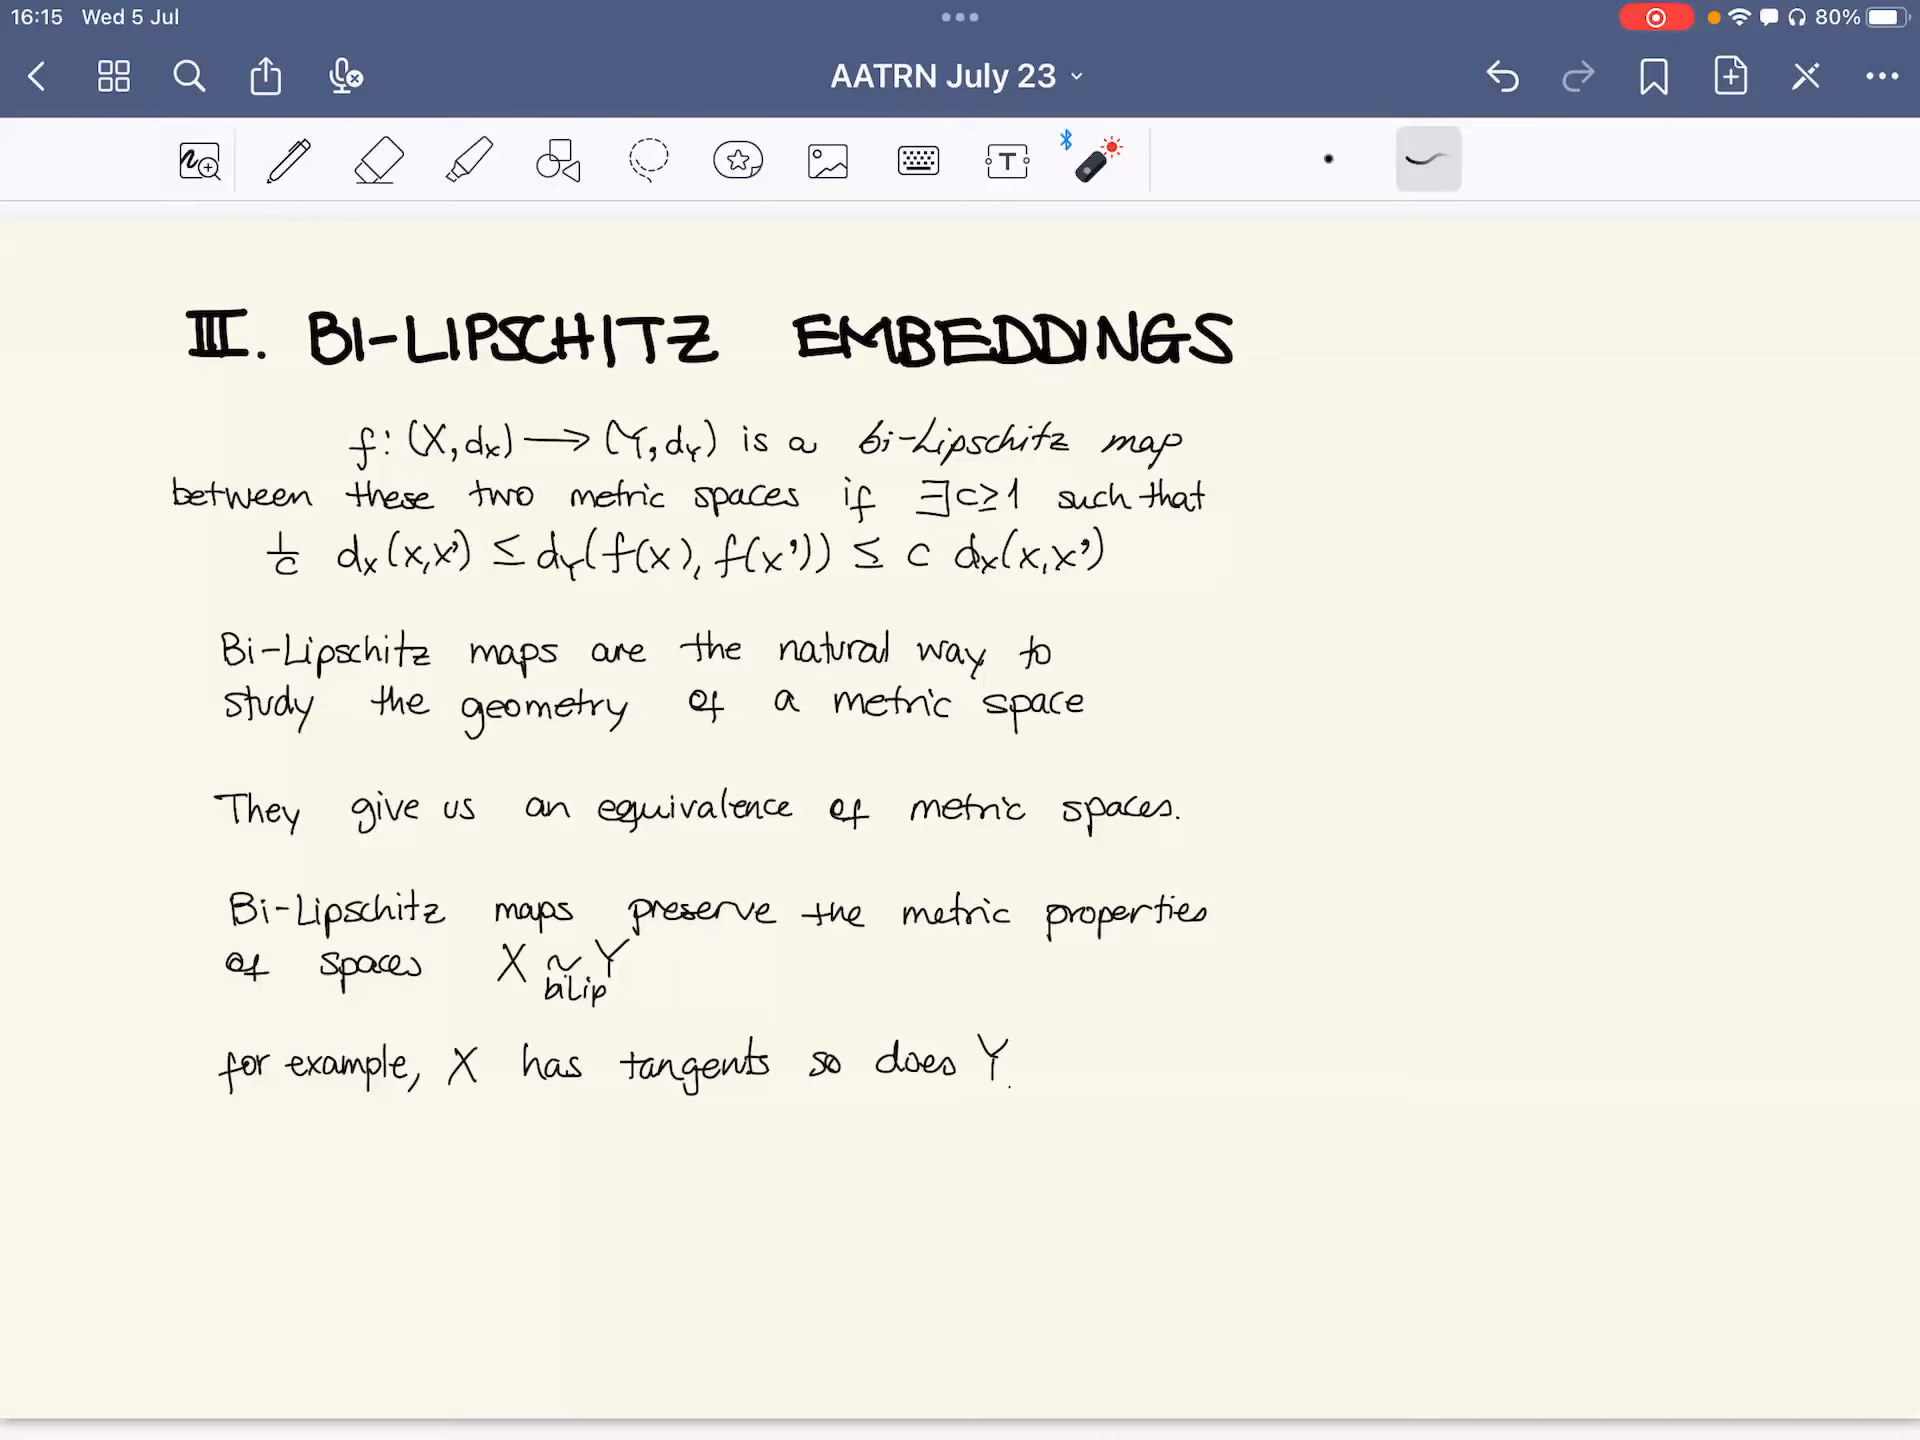 16:15 Wed 5 Jul
80%
AATRN July 23
T
III. BI-LIPSCHITZ EMBEDDINGS
f: (X, dx) → (Y, dY) is a bi-Lipschitz map
between these two metric spaces if ∃c≥1 such that
1/c dx(x,x') ≤ dY(f(x), f(x')) ≤ c dx(x,x')
Bi-Lipschitz maps are the natural way to
study the geometry of a metric space
They give us an equivalence of metric spaces.
Bi-Lipschitz maps preserve the metric properties
of spaces X ~ Y
biLip
for example, X has tangents so does Y.